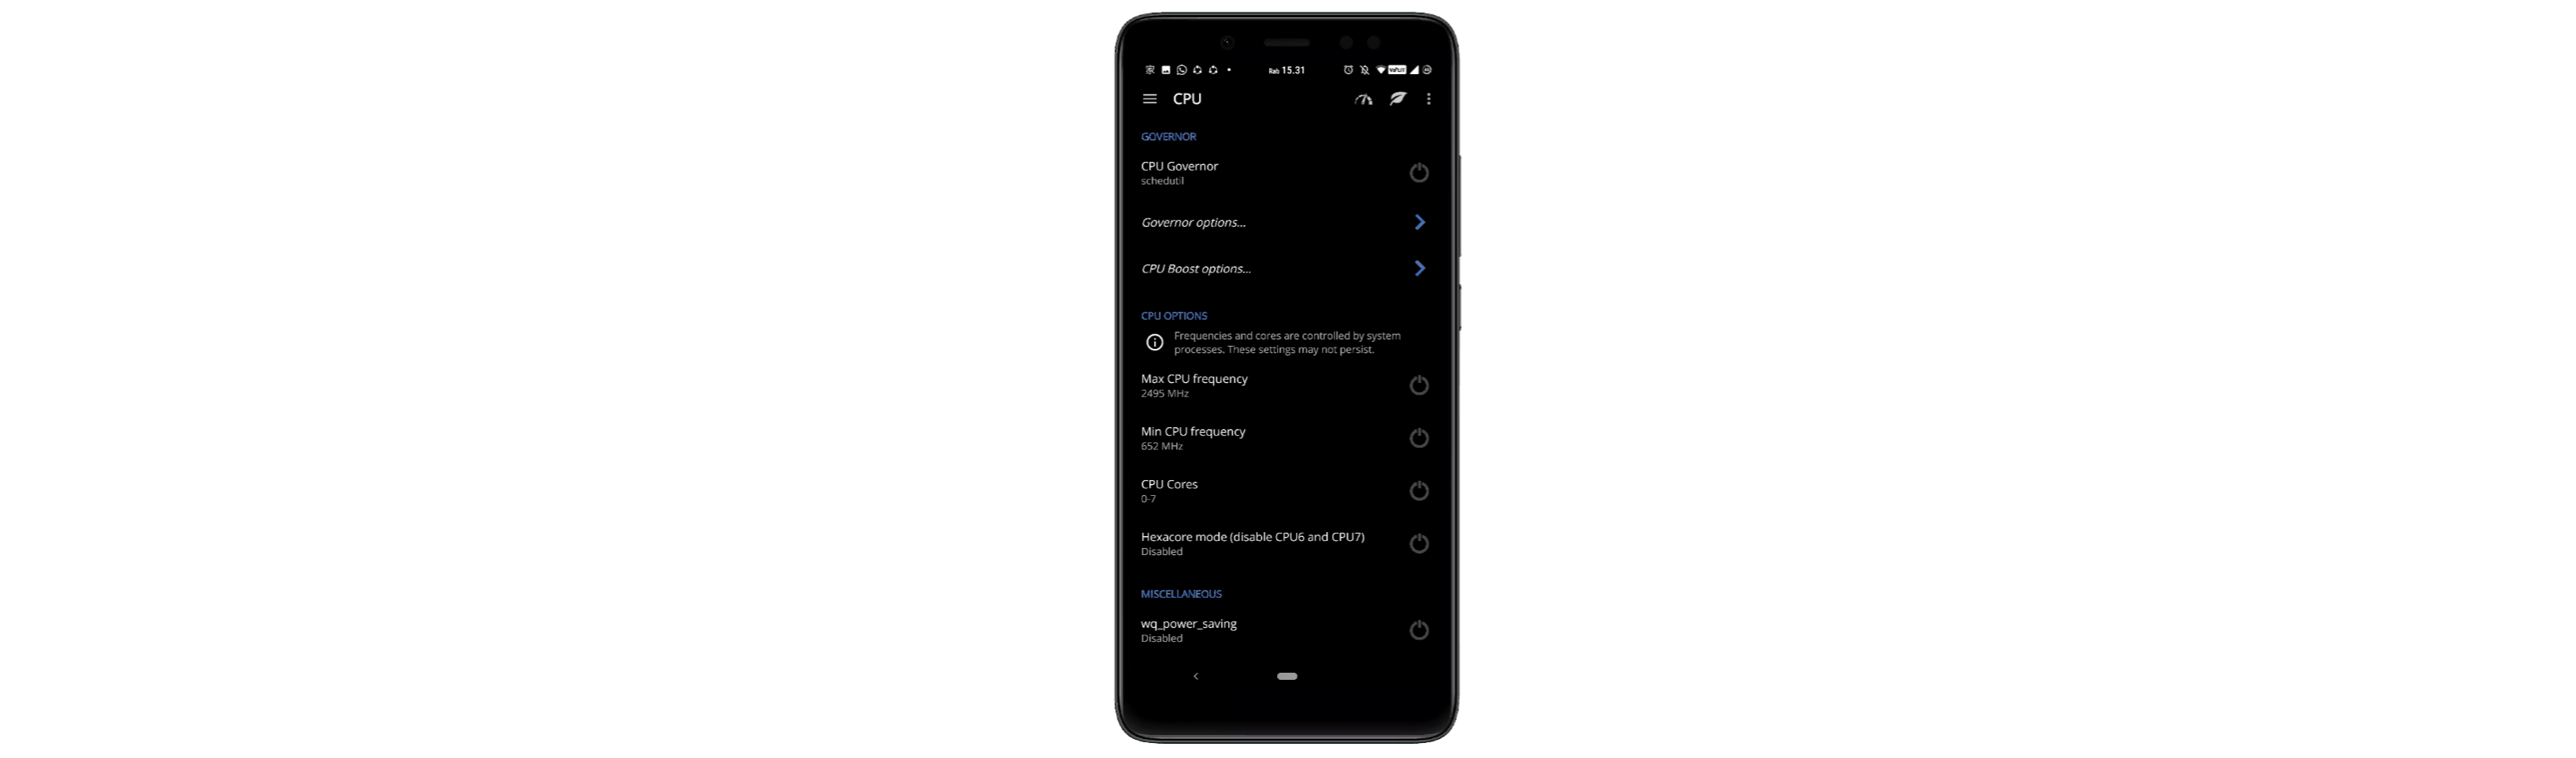 Rab 15.31
CPU
GOVERNOR
CPU Governor
schedutil
Governor options...
CPU Boost options...
CPU OPTIONS
Frequencies and cores are controlled by system
processes. These settings may not persist.
Max CPU frequency
2495 MHz
Min CPU frequency
652 MHz
CPU Cores
0-7
Hexacore mode (disable CPU6 and CPU7)
Disabled
MISCELLANEOUS
wq_power_saving
Disabled